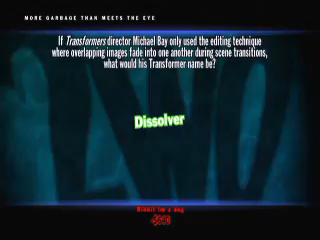 MORE GARBAGE THAN MEETS THE EYE
If Transformers director Michael Bay only used the editing technique
where overlapping images fade into one another during scene transitions,
what would his Transformer name be?
Dissolver